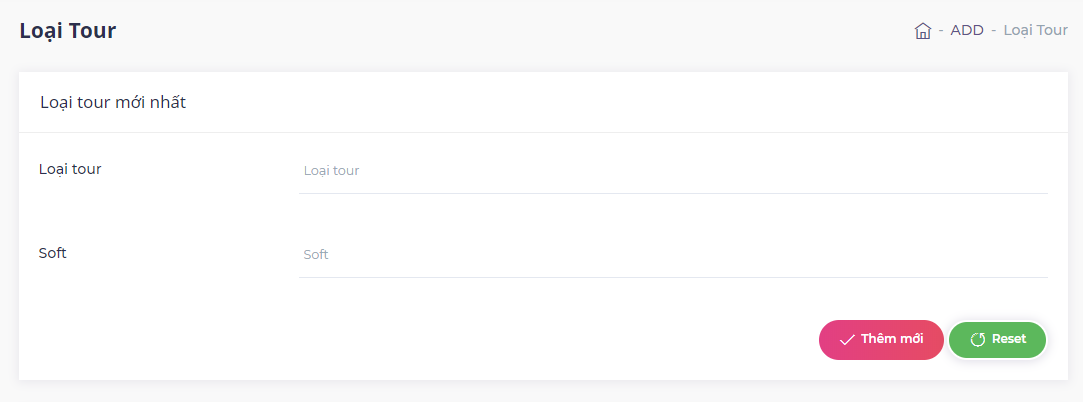 Loại Tour
- ADD - Loại Tour
Loại tour mới nhất
Loại tour
Loại tour
Soft
Soft
Thêm mới
Reset